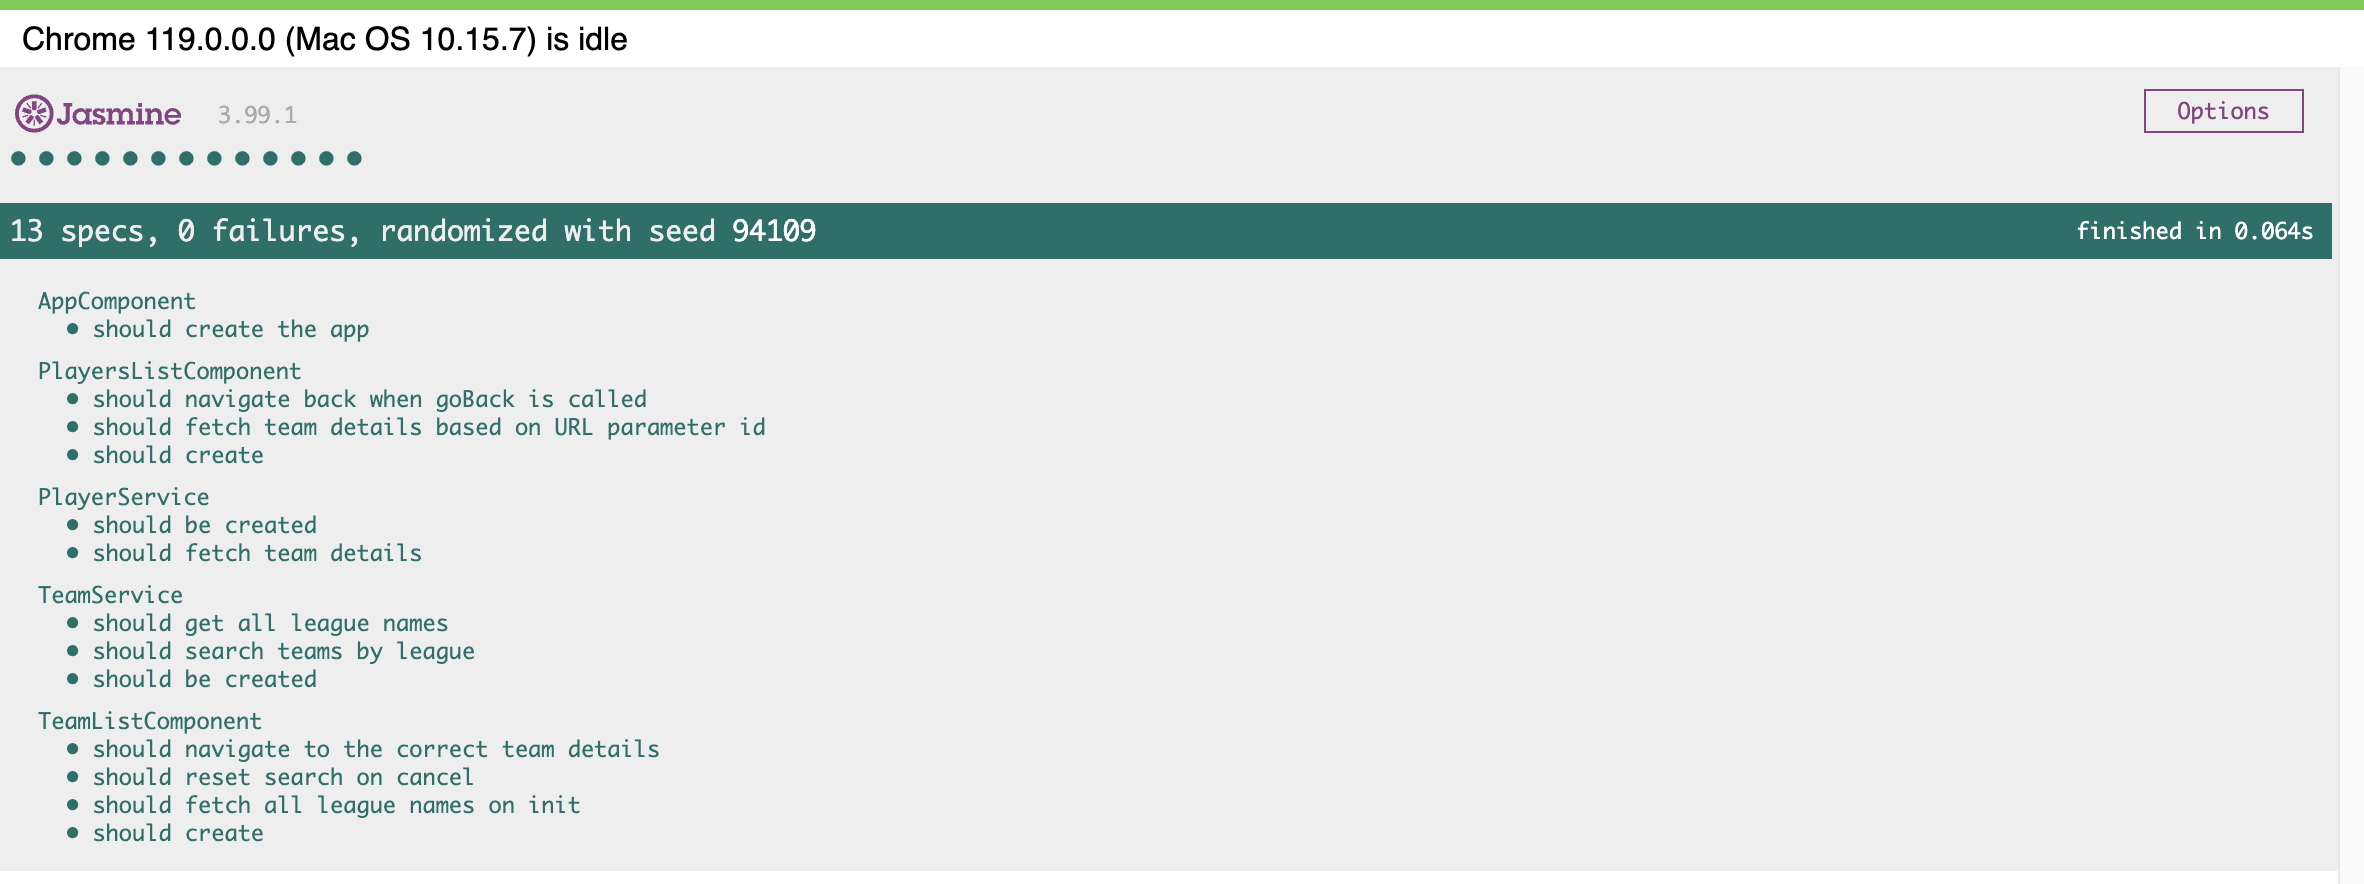 Chrome 119.0.0.0 (Mac OS 10.15.7) is idle
Jasmine 3.99.1 Options
13 specs, 0 failures, randomized with seed 94109 finished in 0.064s
AppComponent
• should create the app
PlayersListComponent
• should navigate back when goBack is called
• should fetch team details based on URL parameter id
• should create
PlayerService
• should be created
• should fetch team details
TeamService
• should get all league names
• should search teams by league
• should be created
TeamListComponent
• should navigate to the correct team details
• should reset search on cancel
• should fetch all league names on init
• should create